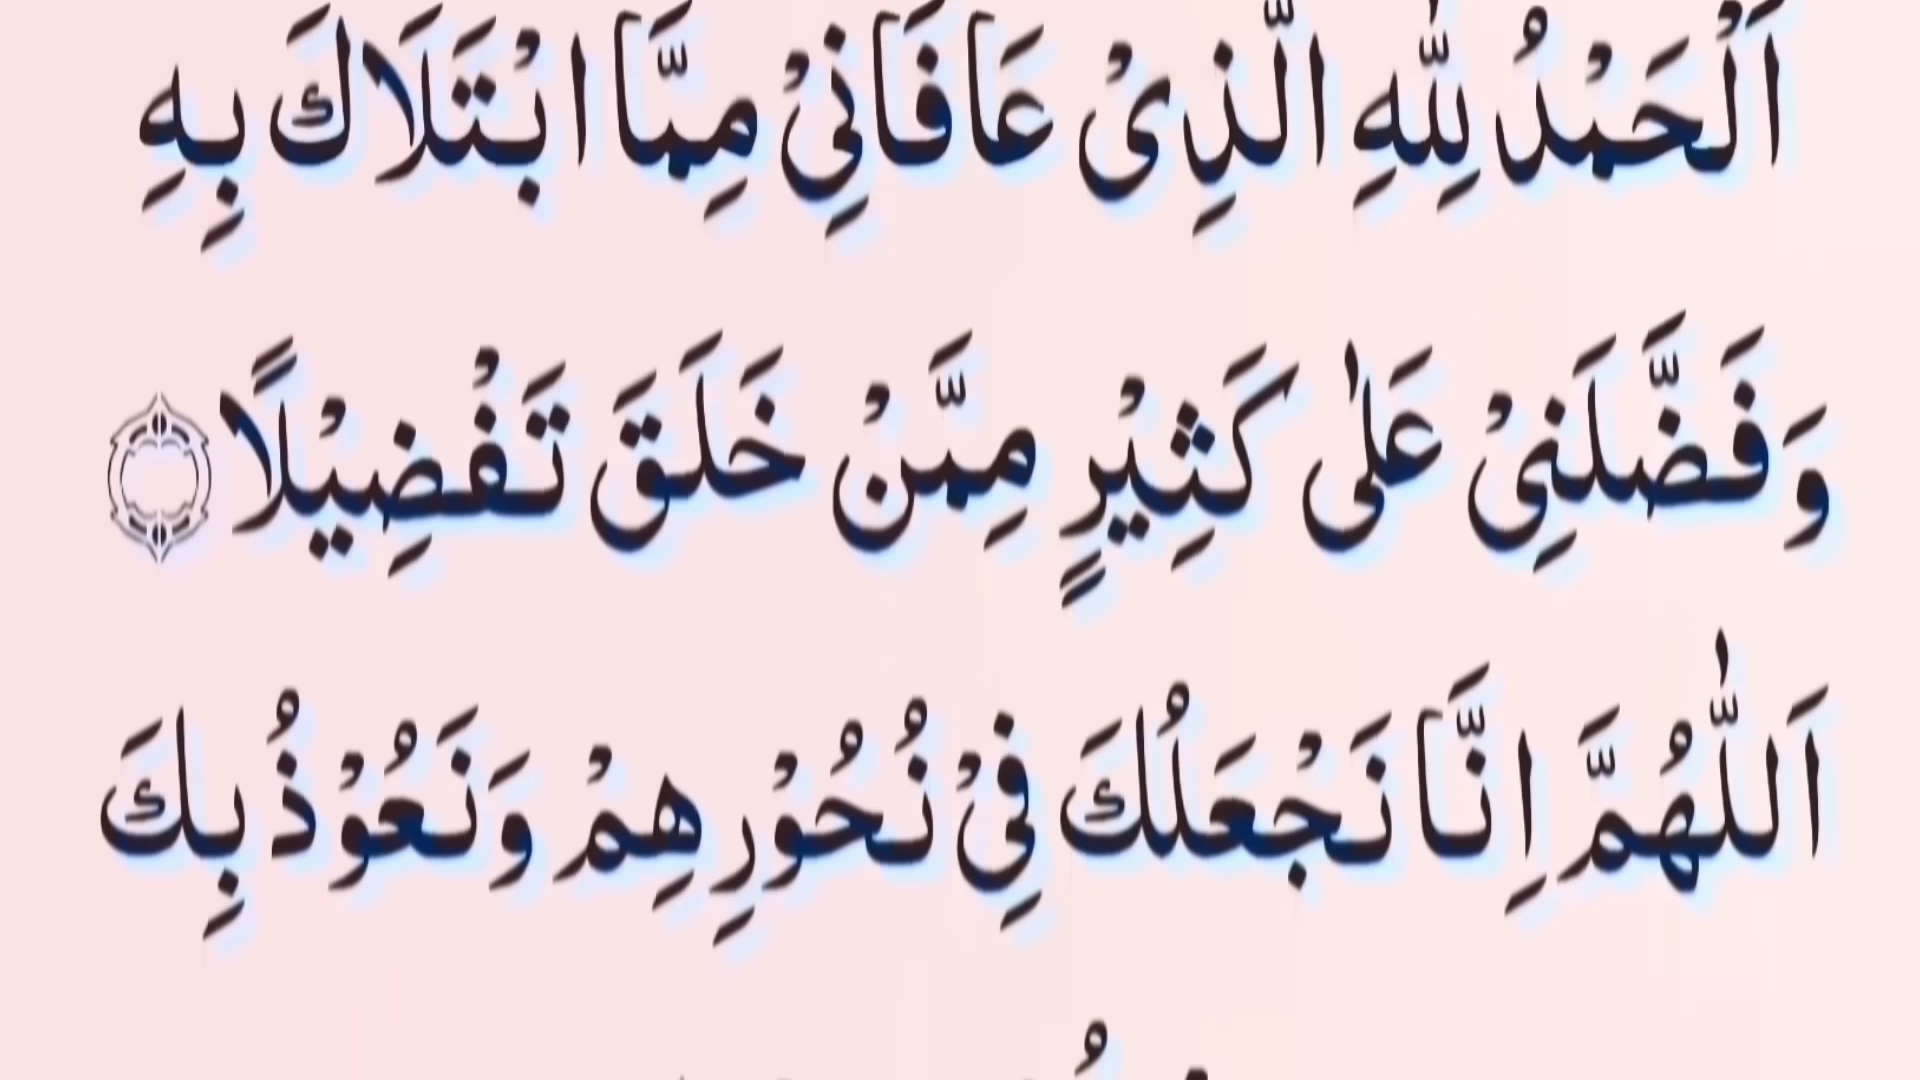 اَلْحَمْدُ لِلّٰهِ الَّذِىْ عَافَانِىْ مِمَّا ابْتَلَاكَ بِهِ
وَفَضَّلَنِىْ عَلٰى كَثِيْرٍ مِمَّنْ خَلَقَ تَفْضِيْلًا
اَللّٰهُمَّ اِنَّا نَجْعَلُكَ فِىْ نُحُوْرِهِمْ وَنَعُوْذُ بِكَ